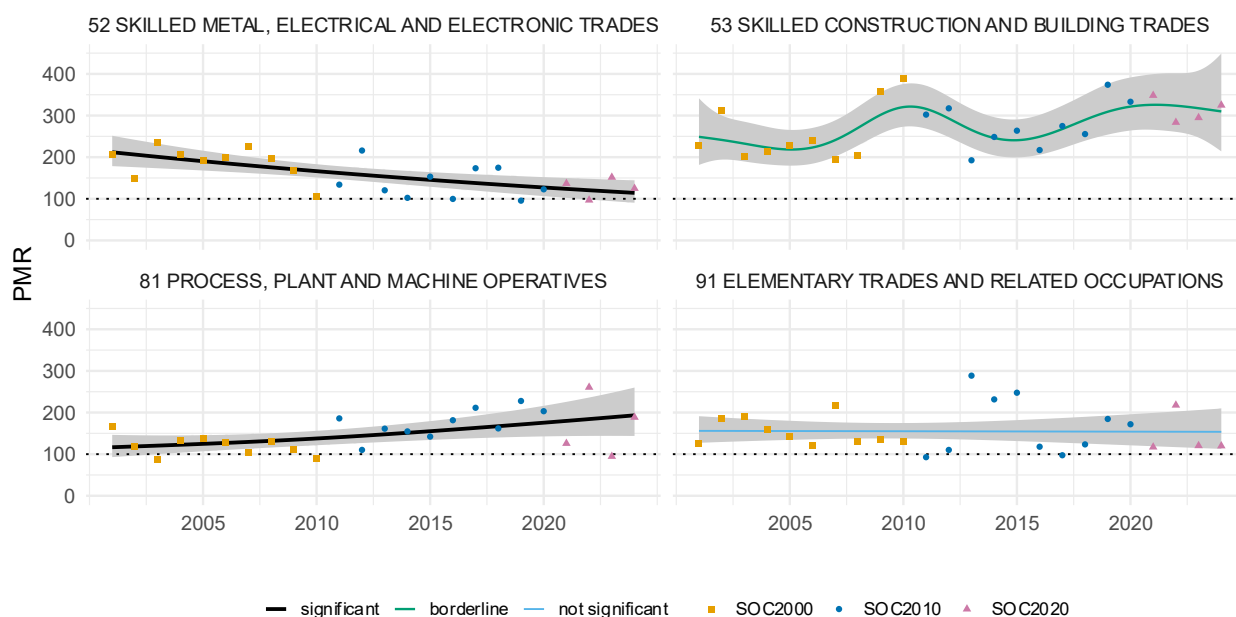 52 SKILLED METAL, ELECTRICAL AND ELECTRONIC TRADES
53 SKILLED CONSTRUCTION AND BUILDING TRADES
400
300
200
100
0
PMR
81 PROCESS, PLANT AND MACHINE OPERATIVES
91 ELEMENTARY TRADES AND RELATED OCCUPATIONS
400
300
200
100
0
2005 2010 2015 2020
2005 2010 2015 2020
significant borderline not significant SOC2000 SOC2010 SOC2020